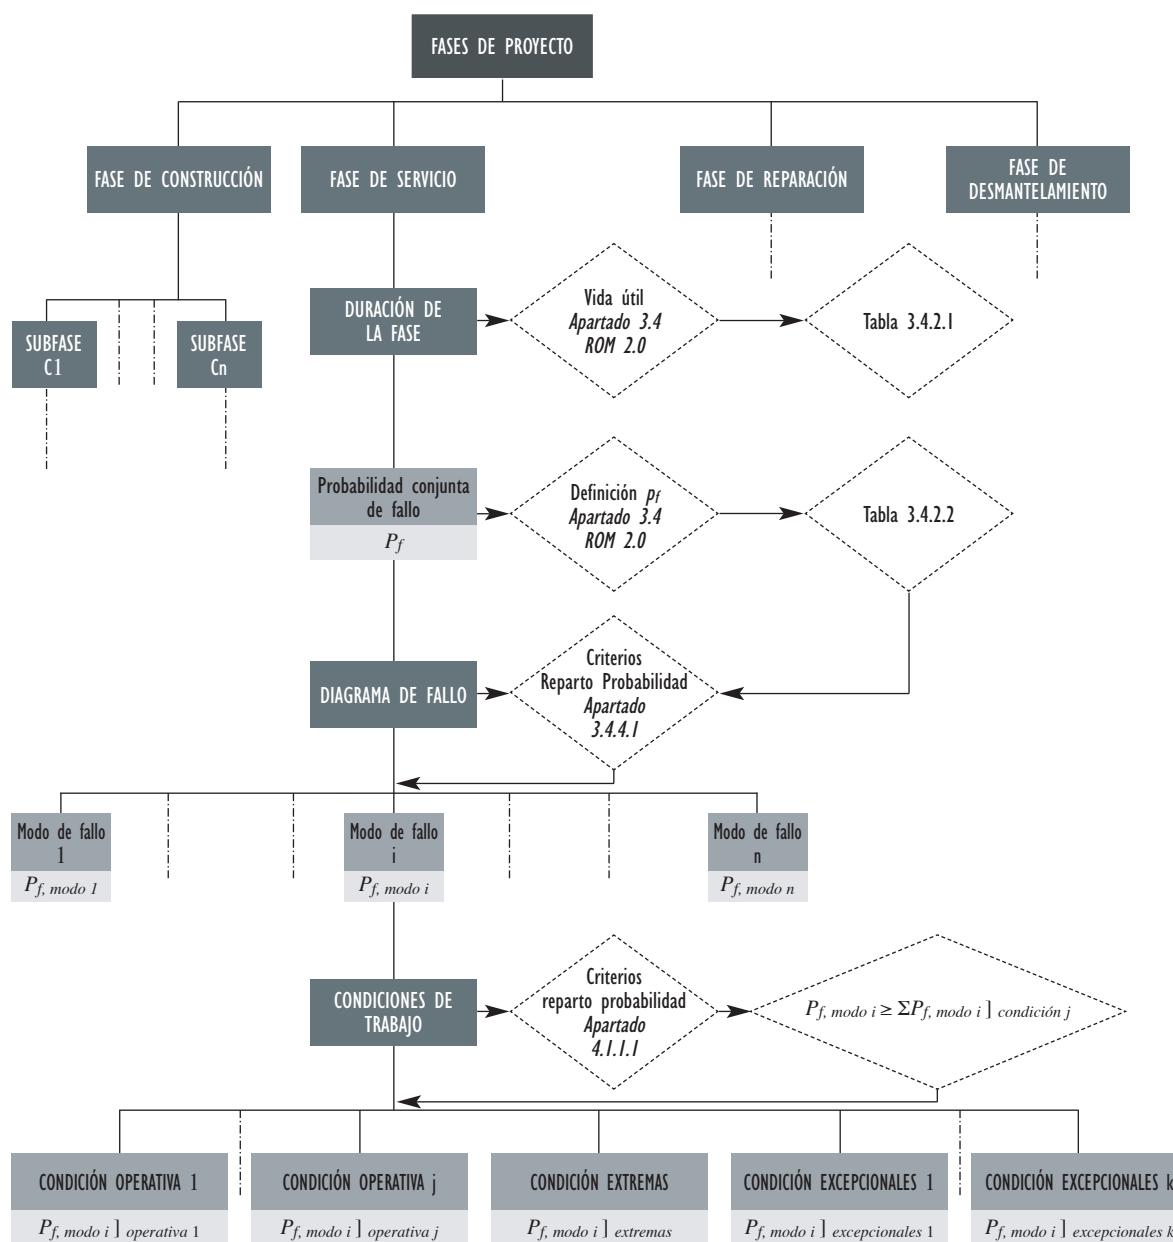 FASES DE PROYECTO
FASE DE CONSTRUCCIÓN
FASE DE SERVICIO
FASE DE REPARACIÓN
FASE DE
DESMANTELAMIENTO
SUBFASE
C1
SUBFASE
Cn
DURACIÓN DE
LA FASE
Vida útil
Apartado 3.4
ROM 2.0
Tabla 3.4.2.1
Probabilidad conjunta
de fallo
Pf
Definición pf
Apartado 3.4
ROM 2.0
Tabla 3.4.2.2
DIAGRAMA DE FALLO
Criterios
Reparto Probabilidad
Apartado
3.4.4.1
Modo de fallo
1
Pf, modo 1
Modo de fallo
i
Pf, modo i
Modo de fallo
n
Pf, modo n
CONDICIONES DE
TRABAJO
Criterios
reparto probabilidad
Apartado
4.1.1.1
Pf, modo i ≥ ΣPf, modo i ] condición j
CONDICIÓN OPERATIVA 1
Pf, modo i ] operativa 1
CONDICIÓN OPERATIVA j
Pf, modo i ] operativa j
CONDICIÓN EXTREMAS
Pf, modo i ] extremas
CONDICIÓN EXCEPCIONALES 1
Pf, modo i ] excepcionales 1
CONDICIÓN EXCEPCIONALES k
Pf, modo i ] excepcionales k